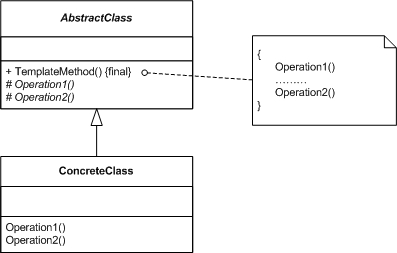 AbstractClass
+ TemplateMethod() {final}
# Operation1()
# Operation2()
{
Operation1()
.........
Operation2()
}
ConcreteClass
Operation1()
Operation2()